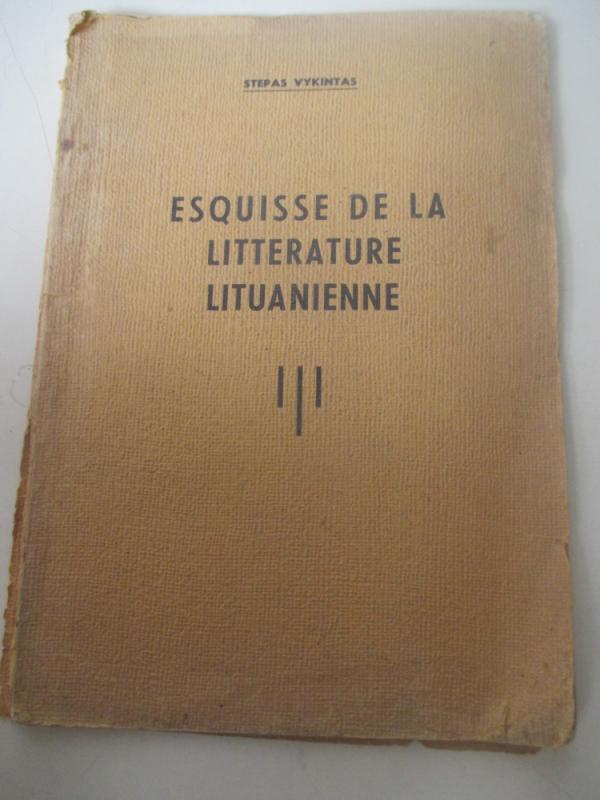 STEPAS VYKINTAS
ESQUISSE DE LA
LITTERATURE
LITUANIENNE